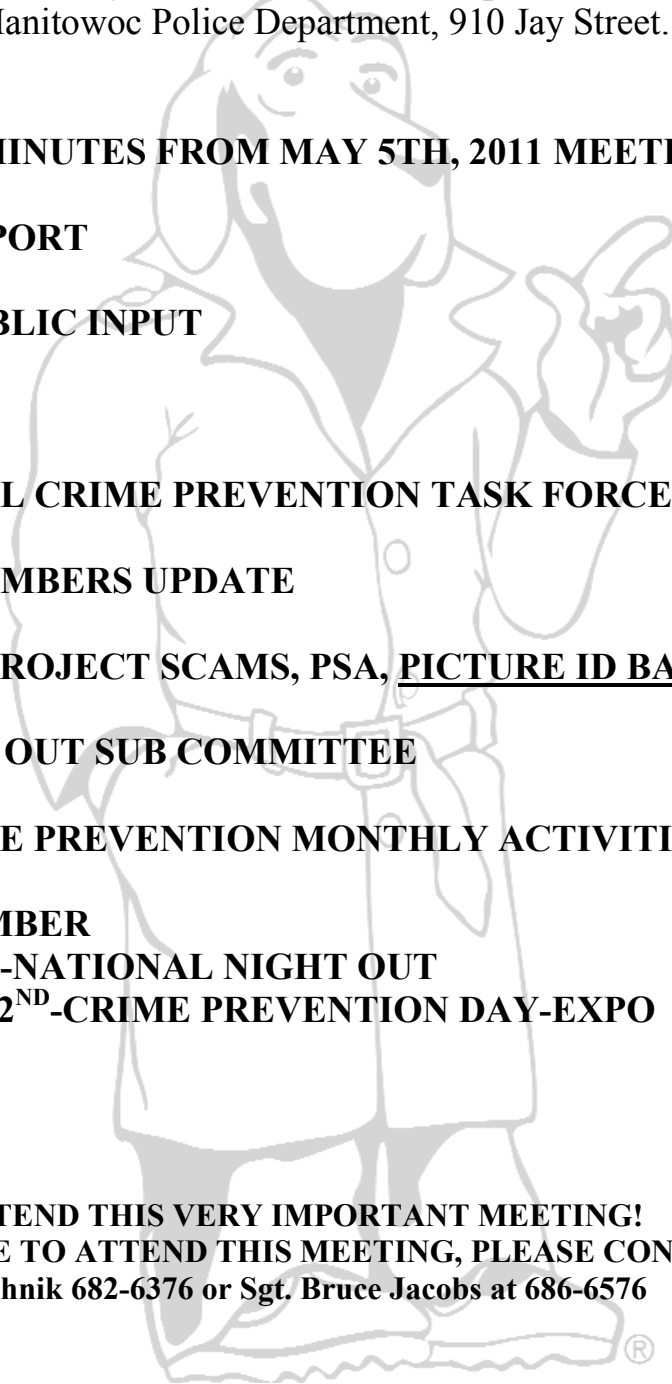 Manitowoc Police Department, 910 Jay Street.
MINUTES FROM MAY 5TH, 2011 MEETI
PORT
BLIC INPUT
L CRIME PREVENTION TASK FORCE
MBERS UPDATE
ROJECT SCAMS, PSA, PICTURE ID BA
OUT SUB COMMITTEE
E PREVENTION MONTHLY ACTIVITI
MBER
-NATIONAL NIGHT OUT
2ND-CRIME PREVENTION DAY-EXPO
TEND THIS VERY IMPORTANT MEETING!
E TO ATTEND THIS MEETING, PLEASE CON
hnik 682-6376 or Sgt. Bruce Jacobs at 686-6576
®